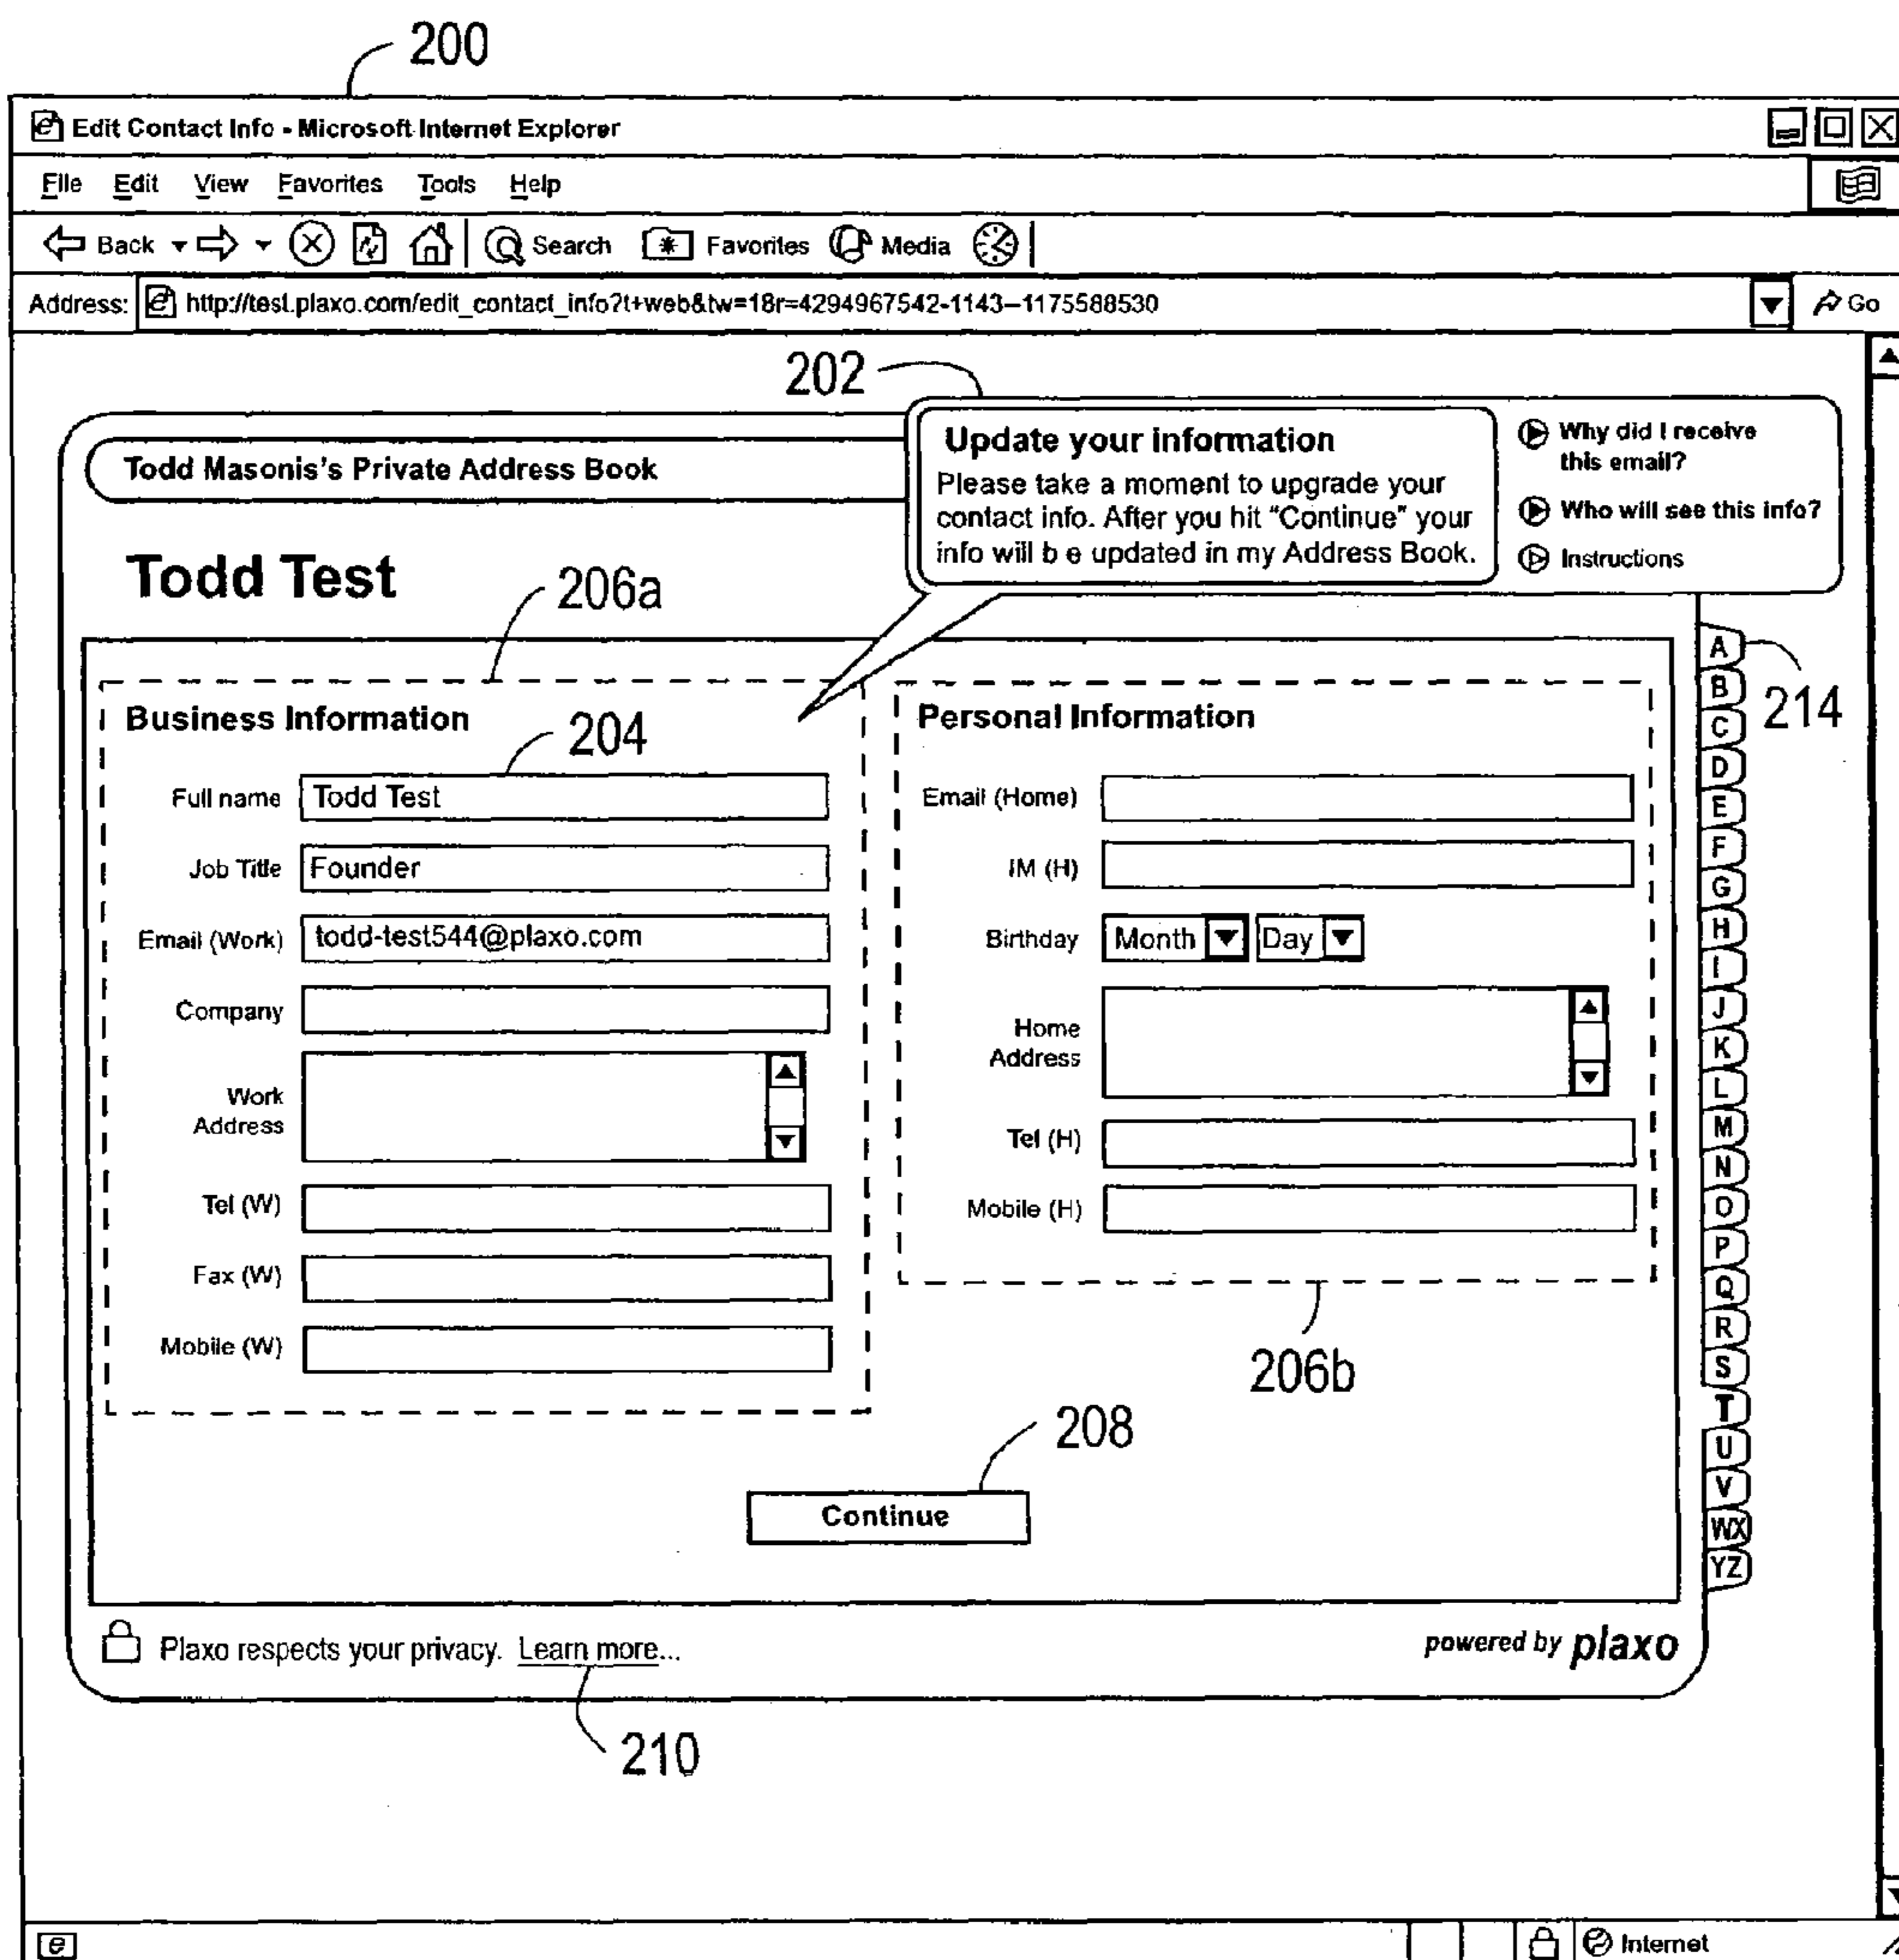 200
Edit Contact Info - Microsoft Internet Explorer
File Edit View Favorites Tools Help
Back Search Favorites Media
Address: http://test.plaxo.com/edit_contact_info?t+web&tw=18r=4294967542-1143--1175588530 Go
202
Todd Masonis's Private Address Book
Update your information
Please take a moment to upgrade your
contact info. After you hit "Continue" your
info will be updated in my Address Book.
Why did I receive
this email?
Who will see this info?
Instructions
Todd Test
206a
Business Information
204
Full name Todd Test
Job Title Founder
Email (Work) todd-test544@plaxo.com
Company
Work
Address
Tel (W)
Fax (W)
Mobile (W)
Personal Information
Email (Home)
IM (H)
Birthday Month Day
Home
Address
Tel (H)
Mobile (H)
206b
A
B
C
D
E
F
G
H
I
J
K
L
M
N
O
P
Q
R
S
T
U
V
WX
YZ
214
208
Continue
Plaxo respects your privacy. Learn more...
powered by plaxo
210
Internet